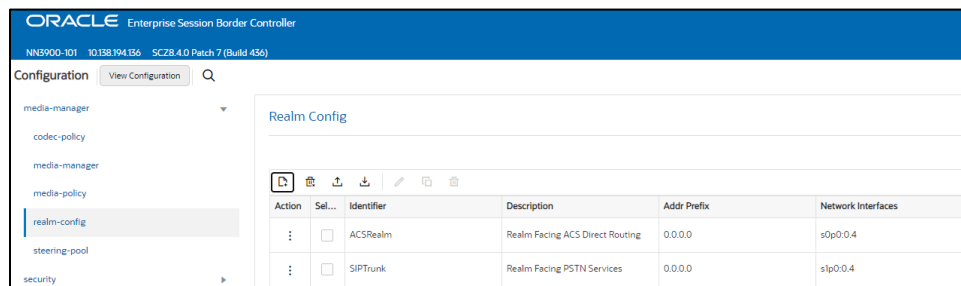 ORACLE Enterprise Session Border Controller
NN3900-101 10.138.194.136 SCZ8.4.0 Patch 7 (Build 436)
Configuration View Configuration
media-manager
codec-policy
media-manager
media-policy
realm-config
steering-pool
security
Realm Config
Action Sel... Identifier Description Addr Prefix Network Interfaces
ACSRealm Realm Facing ACS Direct Routing 0.0.0.0 s0p0:0.4
SIPTrunk Realm Facing PSTN Services 0.0.0.0 s1p0:0.4